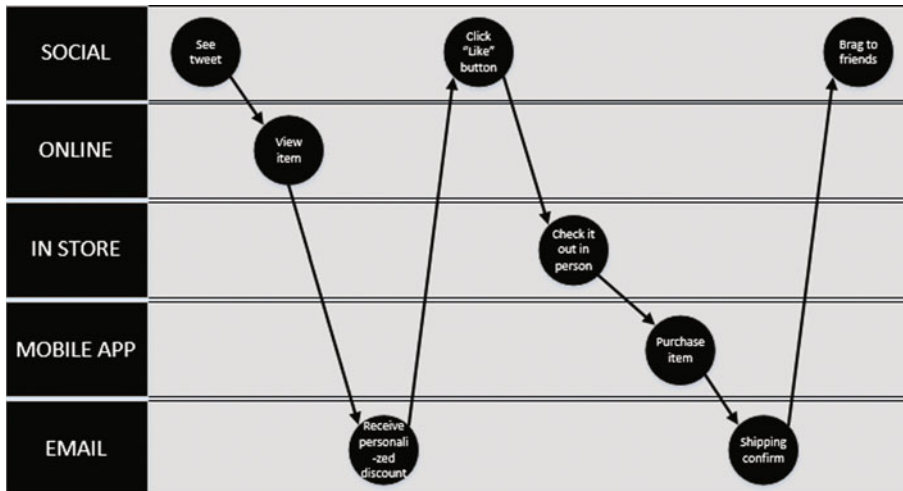 SOCIAL
See
tweet
Click
“Like”
button
Brag to
friends
ONLINE
View
item
IN STORE
Check it
out in
person
MOBILE APP
Purchase
item
EMAIL
Receive
personali
-zed
discount
Shipping
confirm